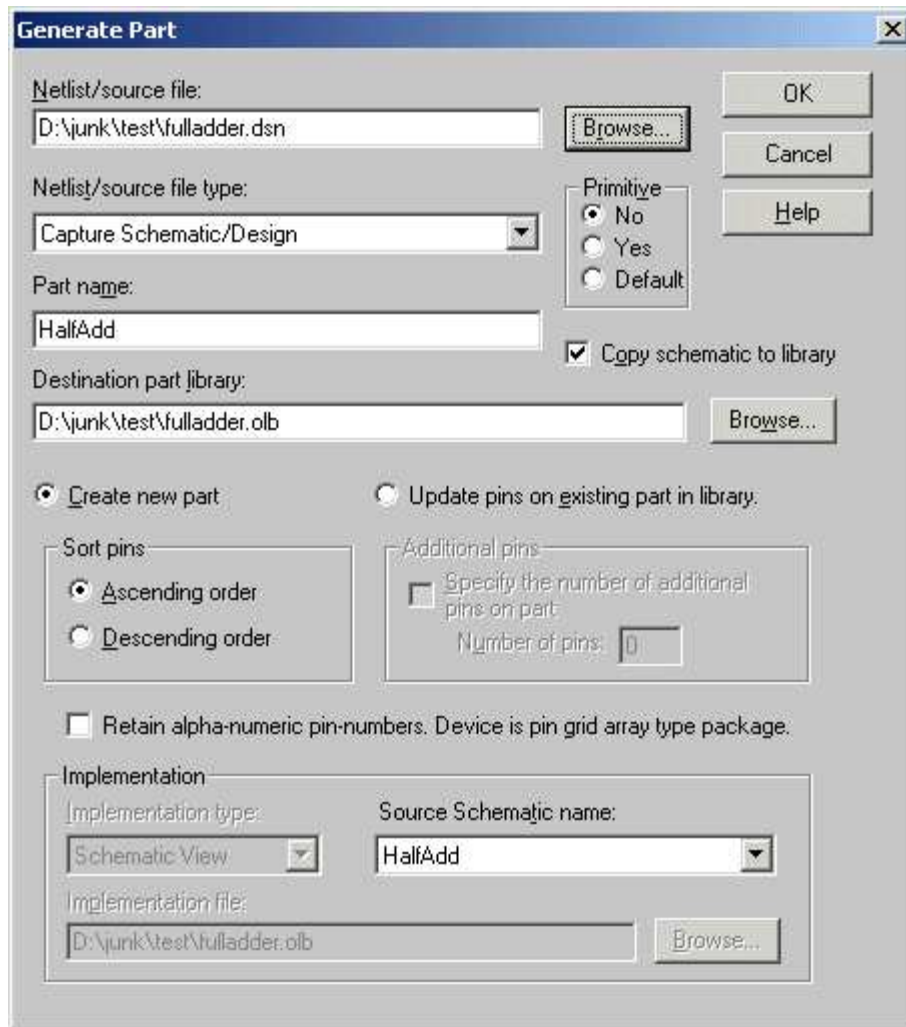 Generate Part
Netlist/source file:
OK
D:\junk\test\fulladder.dsn
Browse...
Cancel
Netlist/source file type:
Primitive
Help
No
Capture Schematic/Design
Yes
Part name:
Default
HalfAdd
Copy schematic to library
Destination part library:
D:\junk\test\fulladder.olb
Browse...
Create new part
Update pins on existing part in library.
Sort pins
Additional pins
Ascending order
Specify the number of additional
pins on part
Descending order
Number of pins:
0
Retain alpha-numeric pin-numbers. Device is pin grid array type package.
Implementation
Implementation type:
Source Schematic name:
Schematic View
HalfAdd
Implementation file:
D:\junk\test\fulladder.olb
Browse...